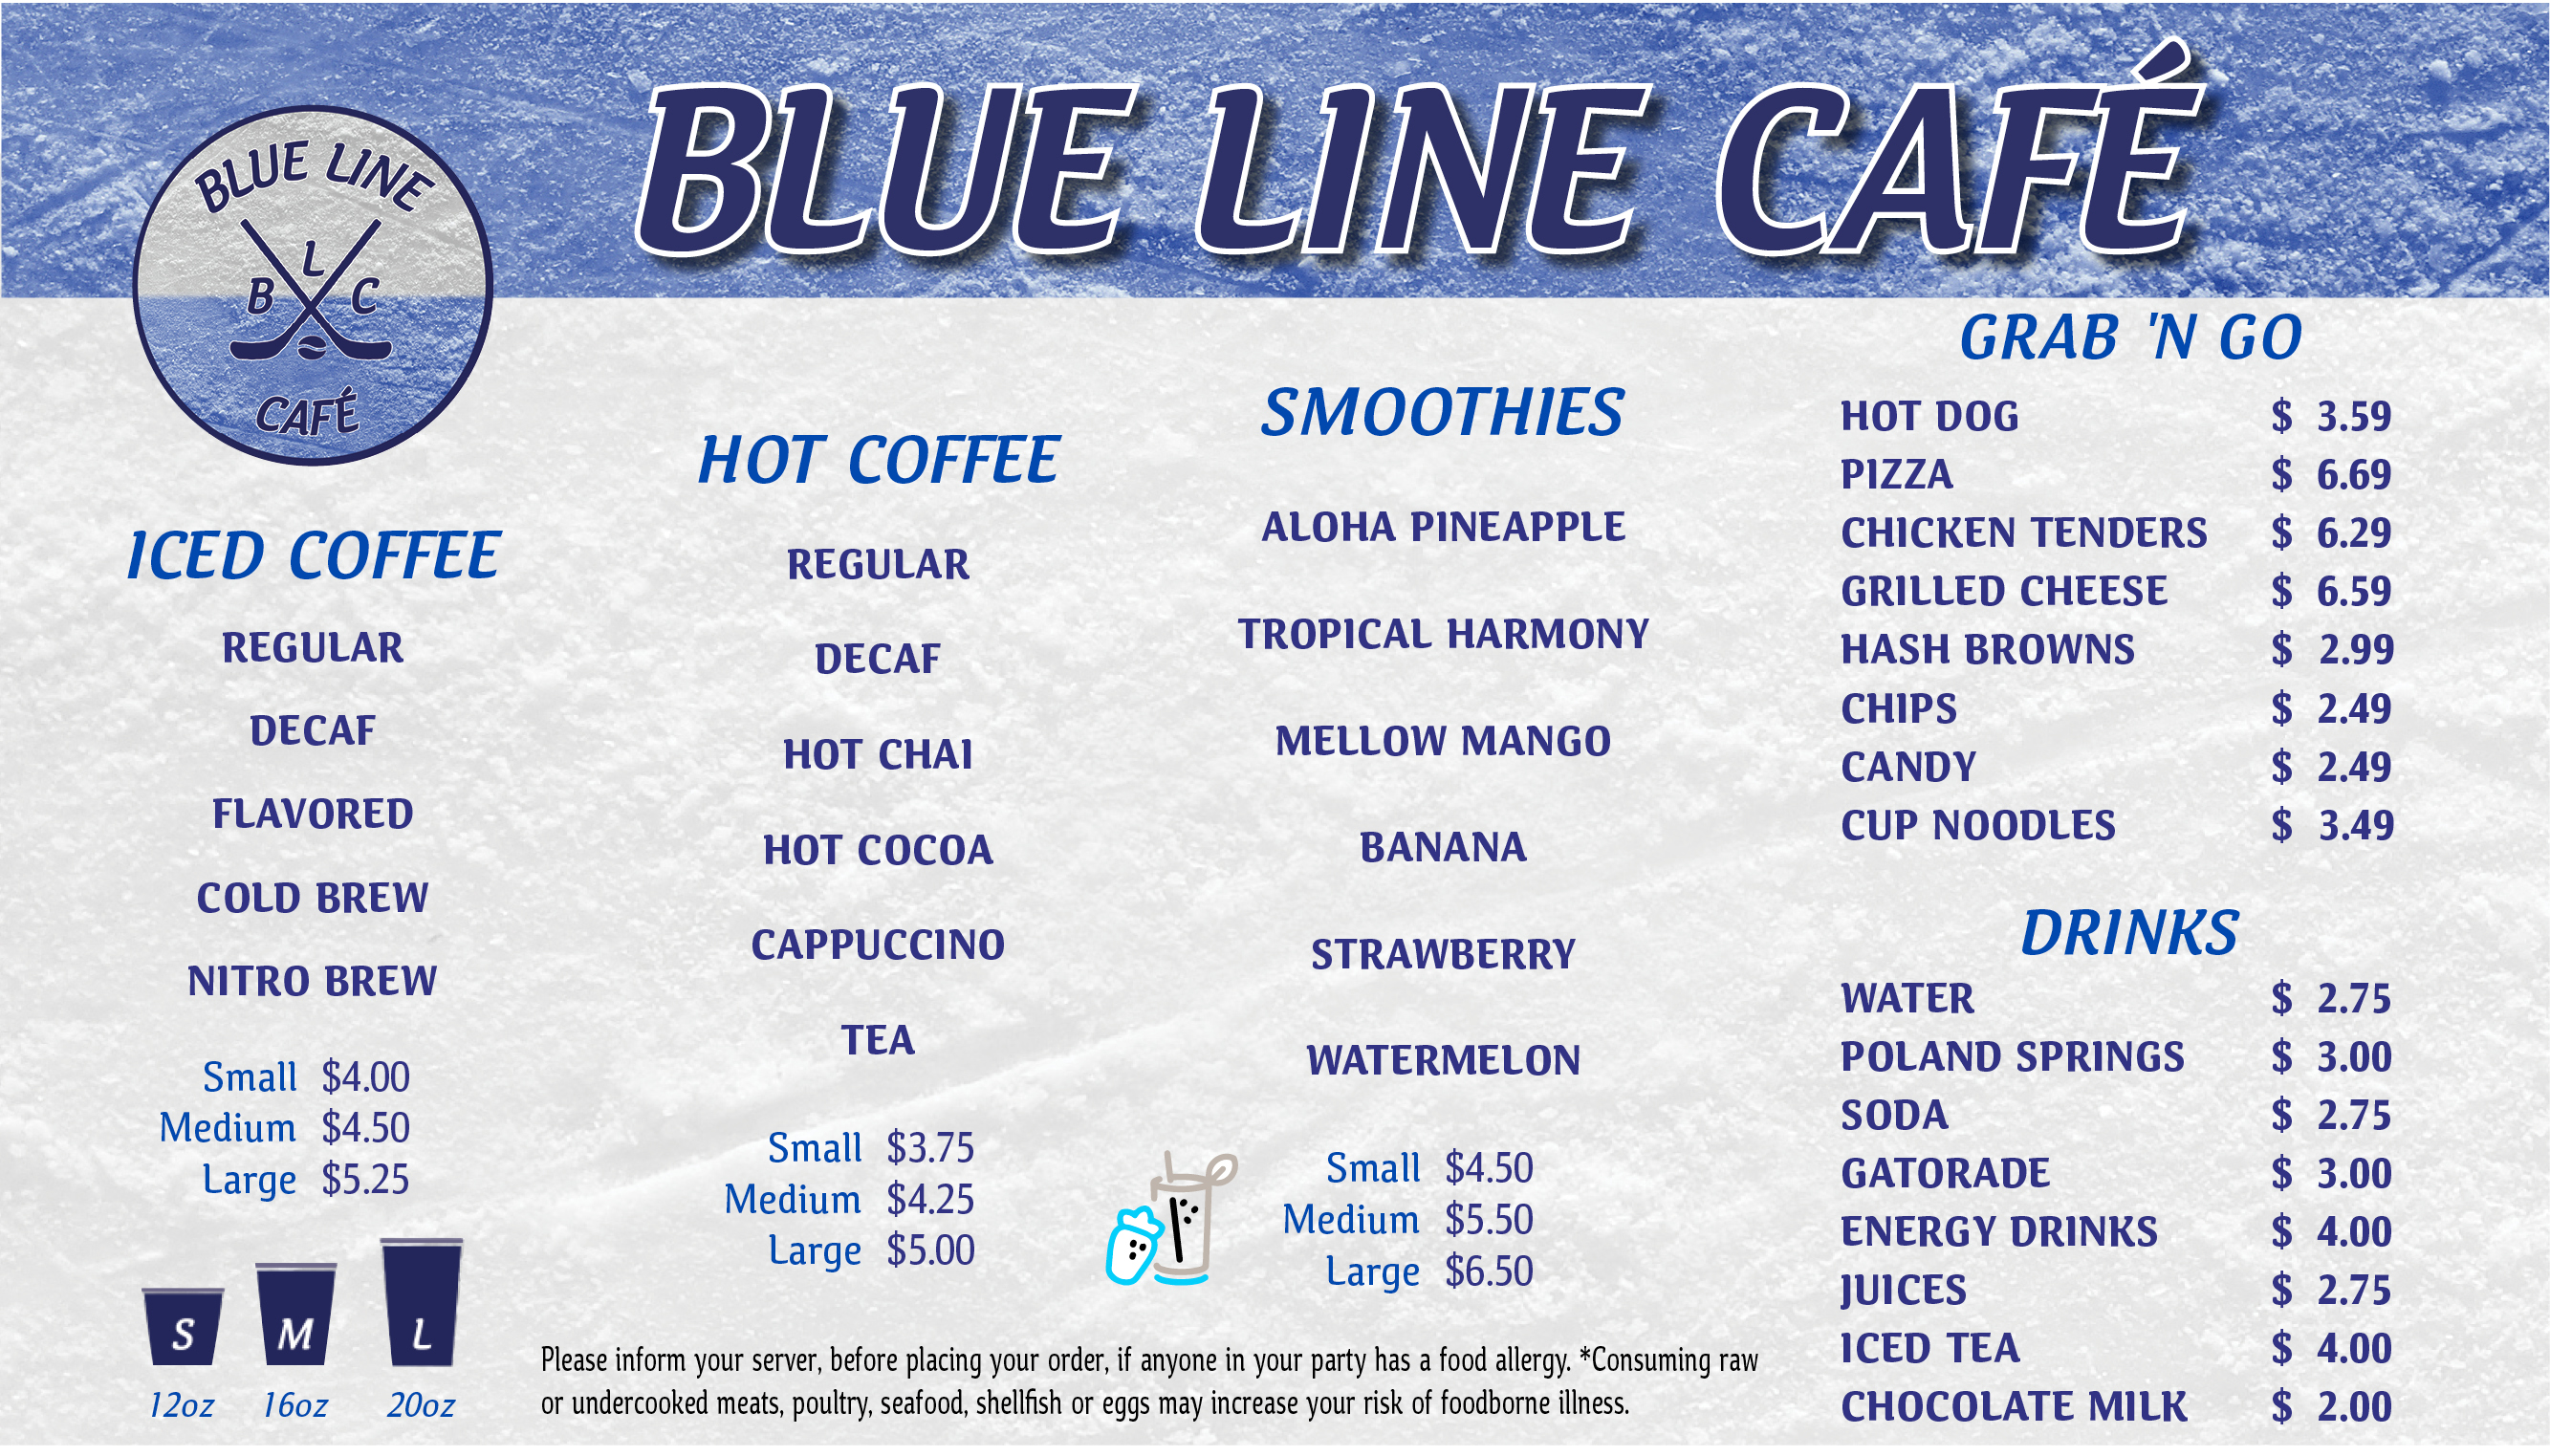 BLUE LINE CAFÉ
BLUE LINE
L
B C
CAFÉ
ICED COFFEE
REGULAR
DECAF
FLAVORED
COLD BREW
NITRO BREW
Small $4.00
Medium $4.50
Large $5.25
S M L
12oz 16oz 20oz
HOT COFFEE
REGULAR
DECAF
HOT CHAI
HOT COCOA
CAPPUCCINO
TEA
Small $3.75
Medium $4.25
Large $5.00
SMOOTHIES
ALOHA PINEAPPLE
TROPICAL HARMONY
MELLOW MANGO
BANANA
STRAWBERRY
WATERMELON
Small $4.50
Medium $5.50
Large $6.50
GRAB 'N GO
HOT DOG $ 3.59
PIZZA $ 6.69
CHICKEN TENDERS $ 6.29
GRILLED CHEESE $ 6.59
HASH BROWNS $ 2.99
CHIPS $ 2.49
CANDY $ 2.49
CUP NOODLES $ 3.49
DRINKS
WATER $ 2.75
POLAND SPRINGS $ 3.00
SODA $ 2.75
GATORADE $ 3.00
ENERGY DRINKS $ 4.00
JUICES $ 2.75
ICED TEA $ 4.00
CHOCOLATE MILK $ 2.00
Please inform your server, before placing your order, if anyone in your party has a food allergy. *Consuming raw
or undercooked meats, poultry, seafood, shellfish or eggs may increase your risk of foodborne illness.